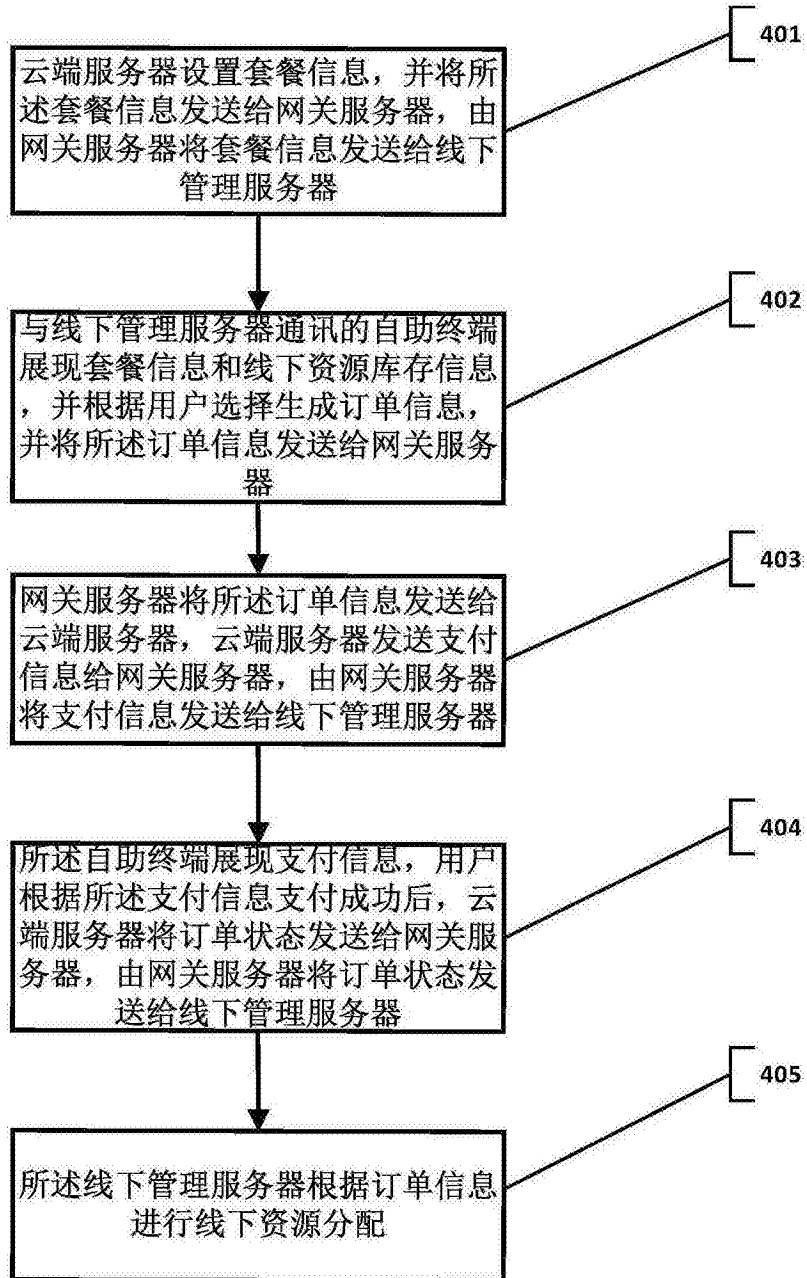 401
云端服务器设置套餐信息，并将所
述套餐信息发送给网关服务器，由
网关服务器将套餐信息发送给线下
管理服务器
402
与线下管理服务器通讯的自助终端
展现套餐信息和线下资源库存信息
，并根据用户选择生成订单信息，
并将所述订单信息发送给网关服务
器
403
网关服务器将所述订单信息发送给
云端服务器，云端服务器发送支付
信息给网关服务器，由网关服务器
将支付信息发送给线下管理服务器
404
所述自助终端展现支付信息，用户
根据所述支付信息支付成功后，云
端服务器将订单状态发送给网关服
务器，由网关服务器将订单状态发
送给线下管理服务器
405
所述线下管理服务器根据订单信息
进行线下资源分配